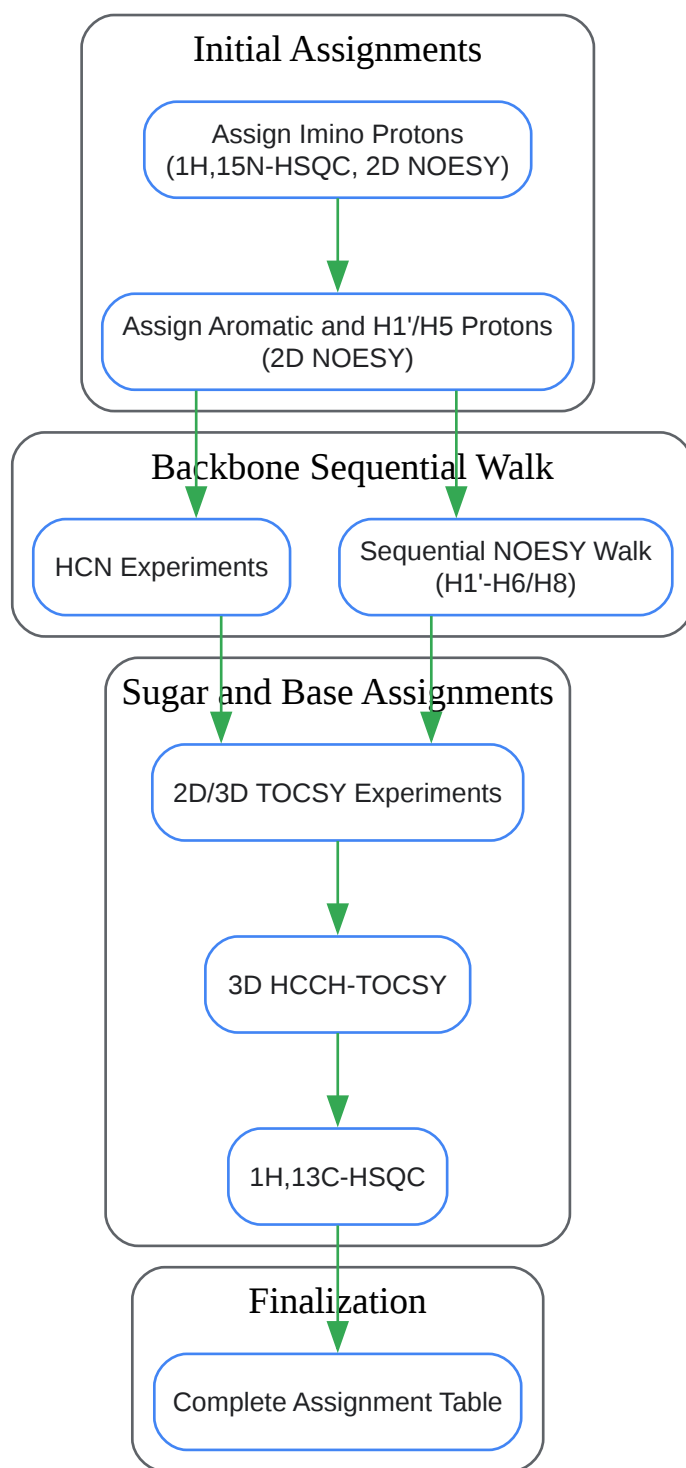 Initial Assignments
Assign Imino Protons
(1H,15N-HSQC, 2D NOESY)
Assign Aromatic and H1'/H5 Protons
(2D NOESY)
Backbone Sequential Walk
HCN Experiments
Sequential NOESY Walk
(H1'-H6/H8)
Sugar and Base Assignments
2D/3D TOCSY Experiments
3D HCCH-TOCSY
1H,13C-HSQC
Finalization
Complete Assignment Table